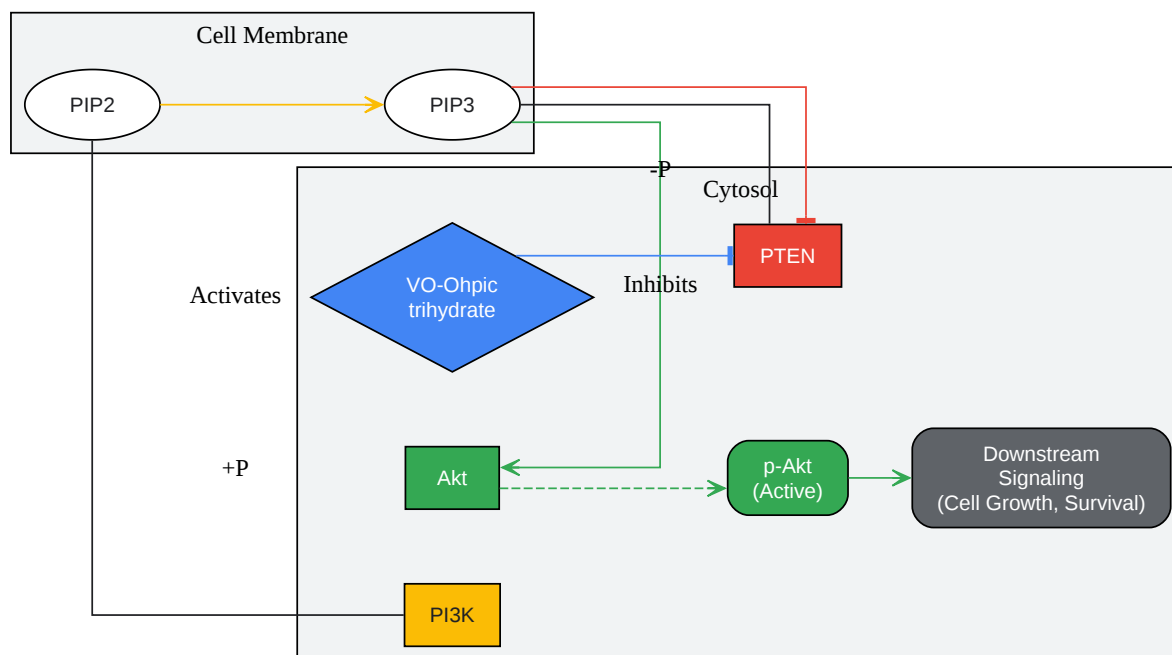 Cell Membrane
PIP2
PIP3
-P
Cytosol
PTEN
VO-Ohpic
trihydrate
Inhibits
Activates
+P
Akt
p-Akt
(Active)
Downstream
Signaling
(Cell Growth, Survival)
PI3K